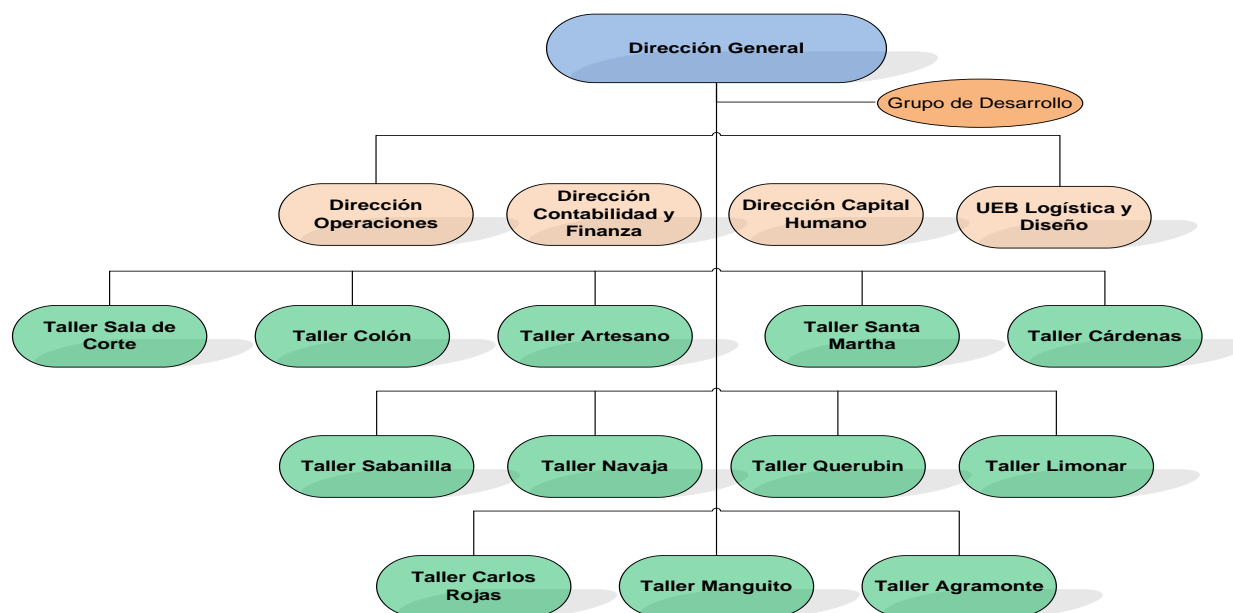 Dirección General
Grupo de Desarrollo
Dirección
Operaciones
Dirección
Contabilidad y
Finanza
Dirección Capital
Humano
UEB Logística y
Diseño
Taller Sala de
Corte
Taller Colón
Taller Artesano
Taller Santa
Martha
Taller Cárdenas
Taller Sabanilla
Taller Navaja
Taller Querubin
Taller Limonar
Taller Carlos
Rojas
Taller Manguito
Taller Agramonte